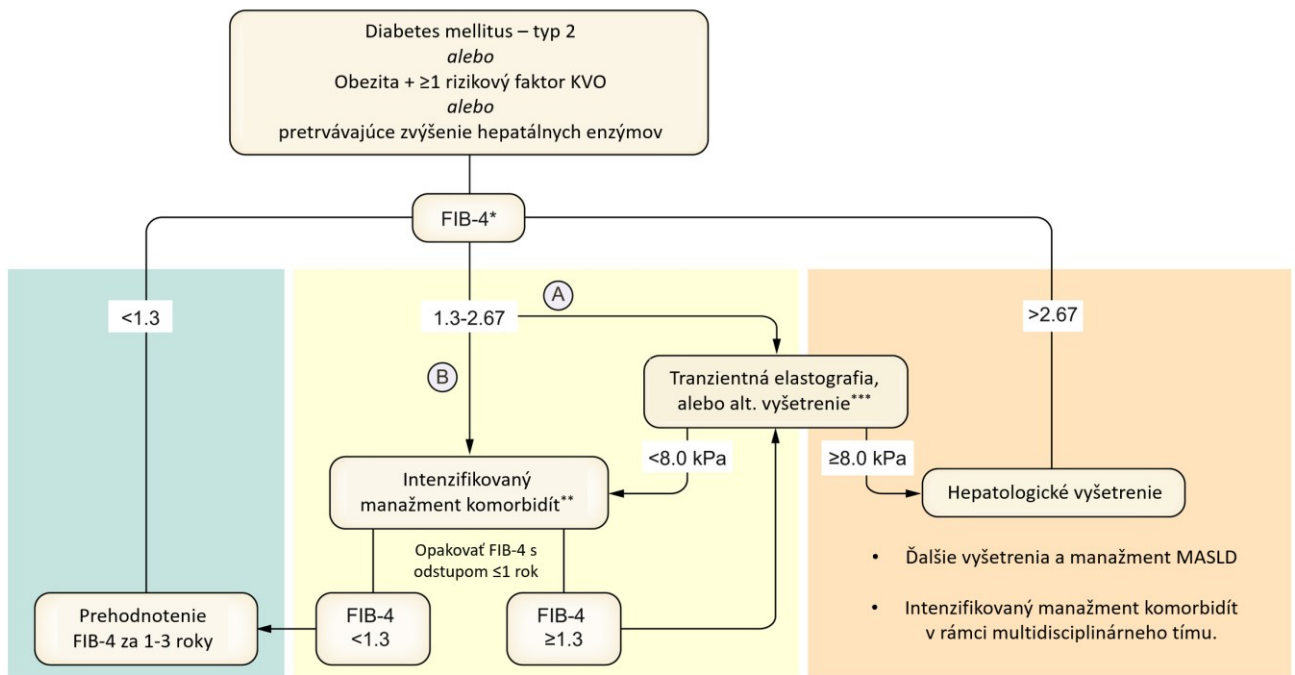 Diabetes mellitus – typ 2
alebo
Obezita + ≥1 rizikový faktor KVO
alebo
pretrvávajúce zvýšenie hepatálnych enzýmov
FIB-4*
<1.3
1.3-2.67
>2.67
A
B
Tranzientná elastografia,
alebo alt. vyšetrenie***
<8.0 kPa
≥8.0 kPa
Intenzifikovaný
manažment komorbidít**
Hepatologické vyšetrenie
Opakovať FIB-4 s
odstupom ≤1 rok
• Ďalšie vyšetrenia a manažment MASLD
• Intenzifikovaný manažment komorbidít
v rámci multidisciplinárneho tímu.
Prehodnotenie
FIB-4 za 1-3 roky
FIB-4
<1.3
FIB-4
≥1.3